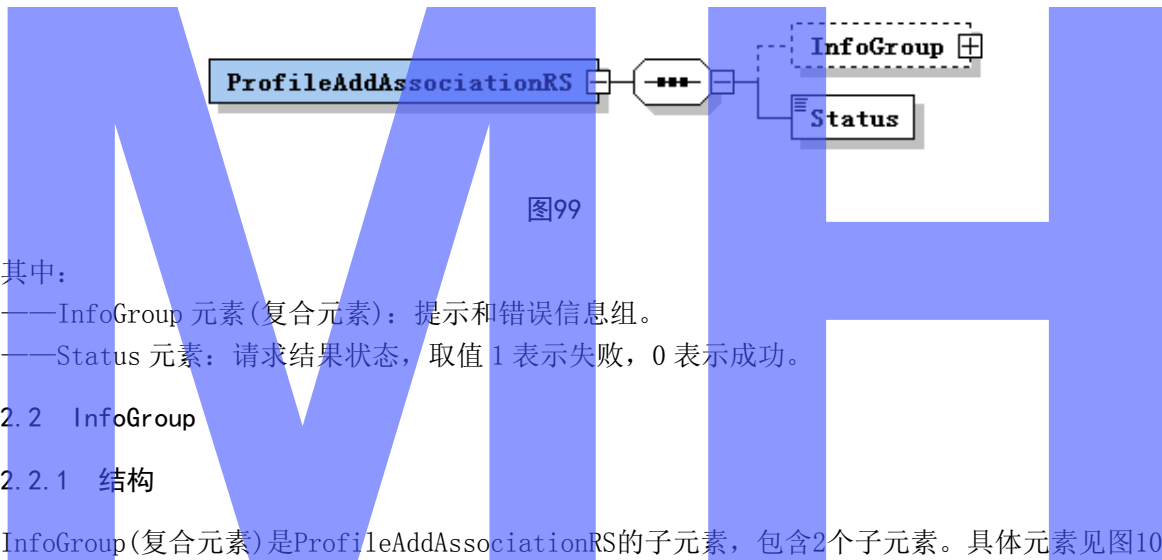 InfoGroup
ProfileAddAssociationRS
Status
图99
其中：
——InfoGroup 元素(复合元素)：提示和错误信息组。
——Status 元素：请求结果状态，取值 1 表示失败，0 表示成功。
2.2 InfoGroup
2.2.1 结构
InfoGroup(复合元素)是ProfileAddAssociationRS的子元素，包含2个子元素。具体元素见图10
MH